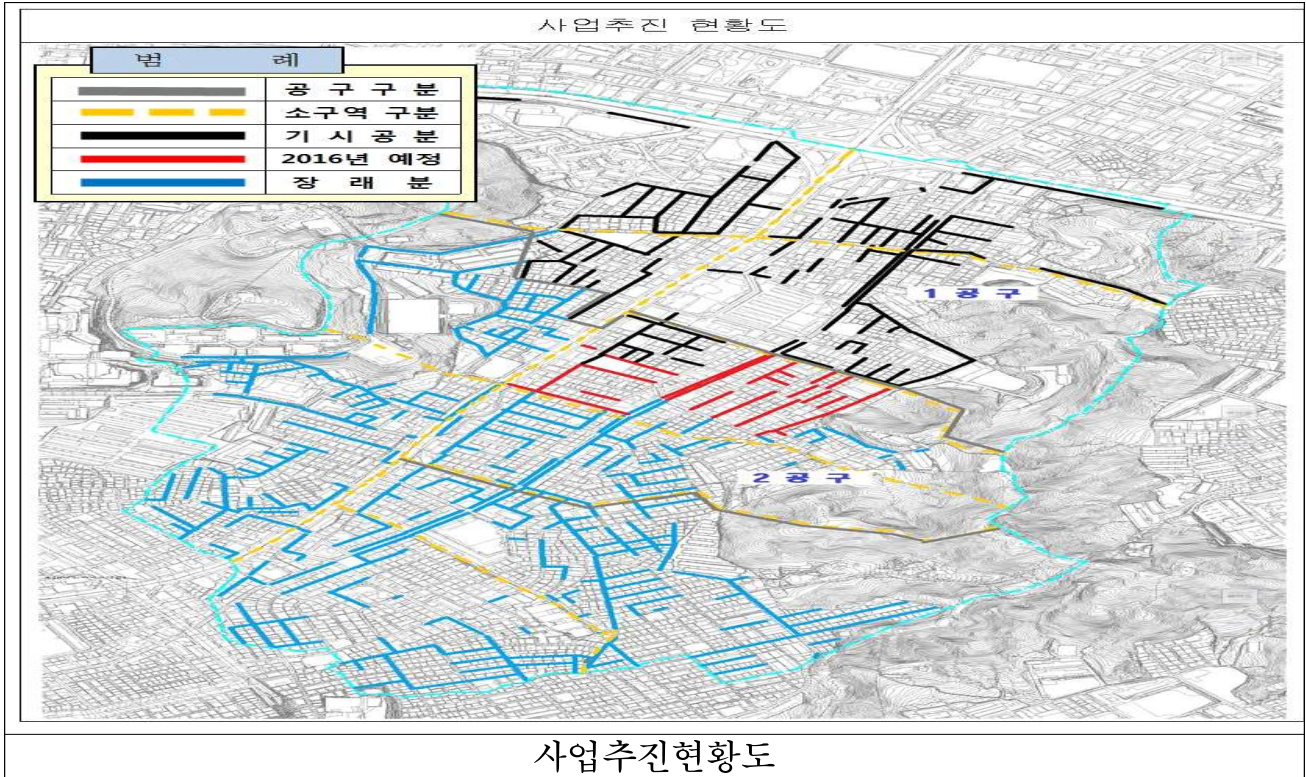 사업추진 현황도
범 례
공 구 구 분
소구역 구분
기 시 공 분
2016년 예정
장 래 분
1 공 구
2 공 구
사업추진현황도